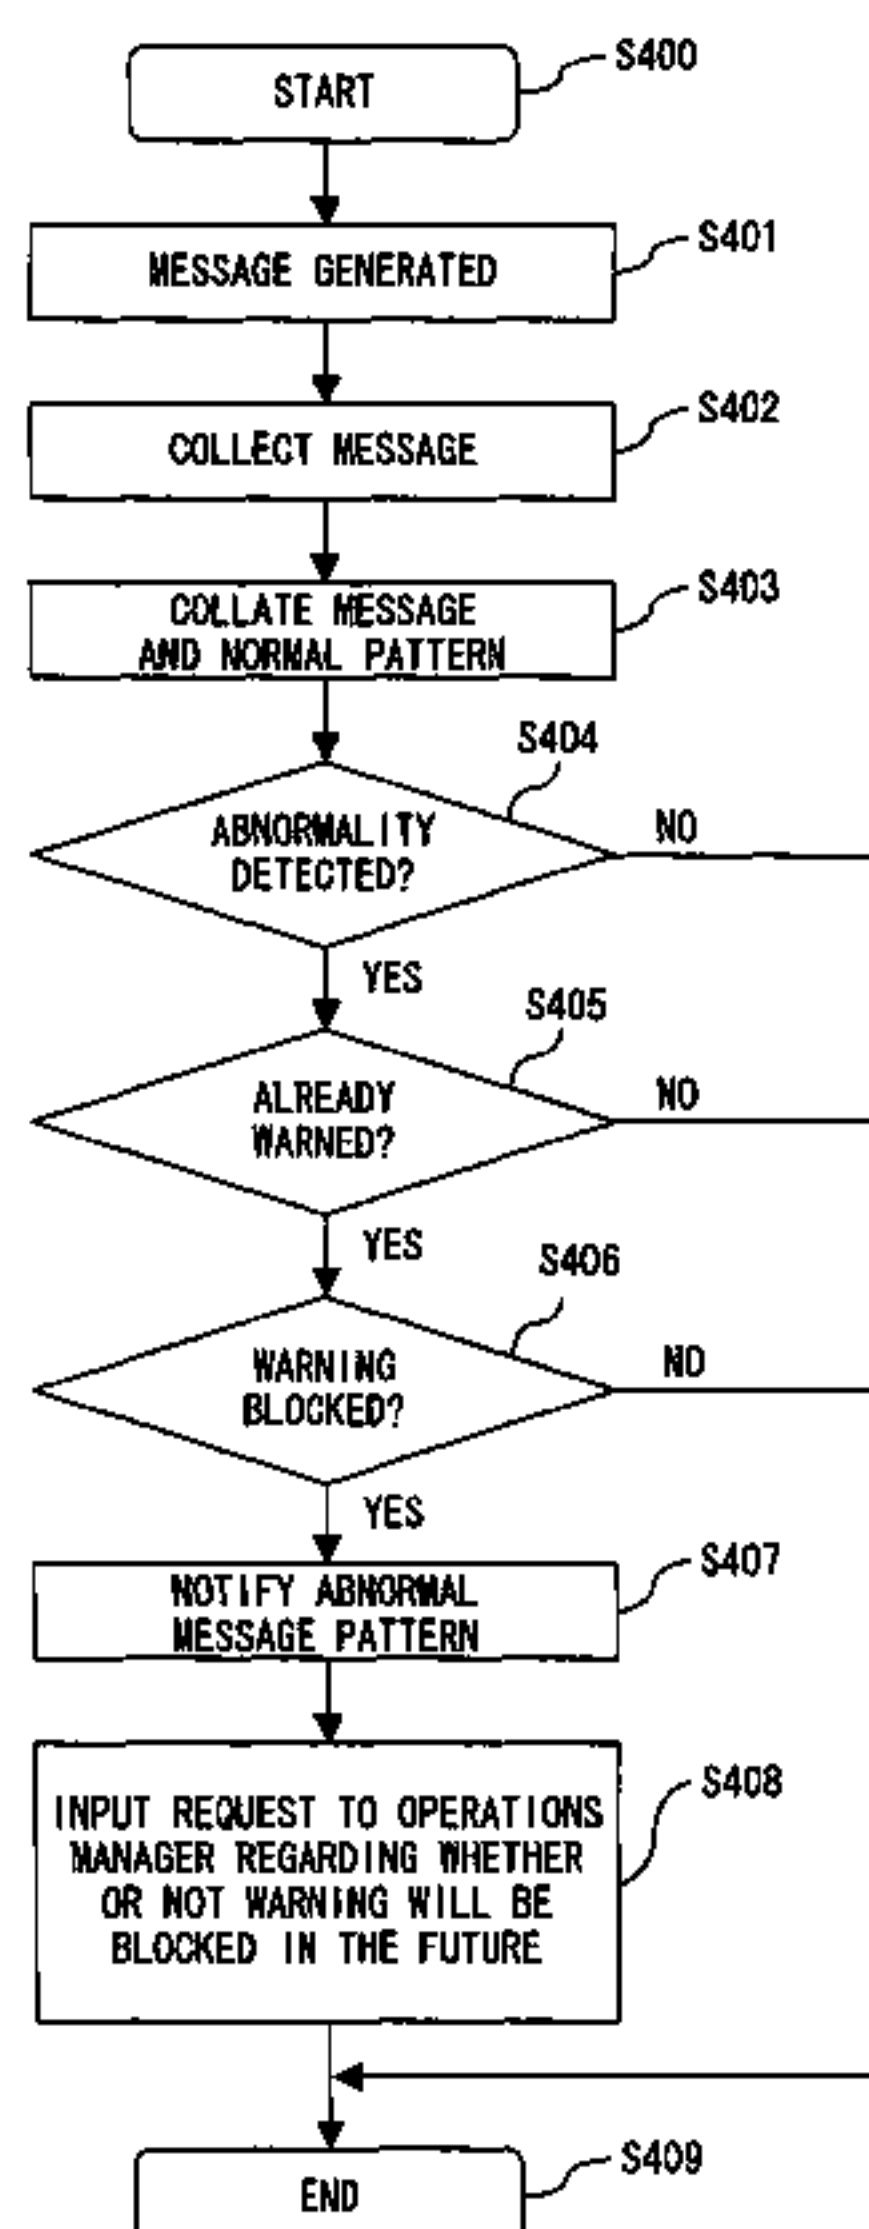 START
S400
MESSAGE GENERATED
S401
COLLECT MESSAGE
S402
COLLATE MESSAGE
AND NORMAL PATTERN
S403
S404
ABNORMALITY
DETECTED?
NO
YES
S405
ALREADY
WARNED?
NO
YES
S406
WARNING
BLOCKED?
NO
YES
NOTIFY ABNORMAL
MESSAGE PATTERN
S407
INPUT REQUEST TO OPERATIONS
MANAGER REGARDING WHETHER
OR NOT WARNING WILL BE
BLOCKED IN THE FUTURE
S408
END
S409